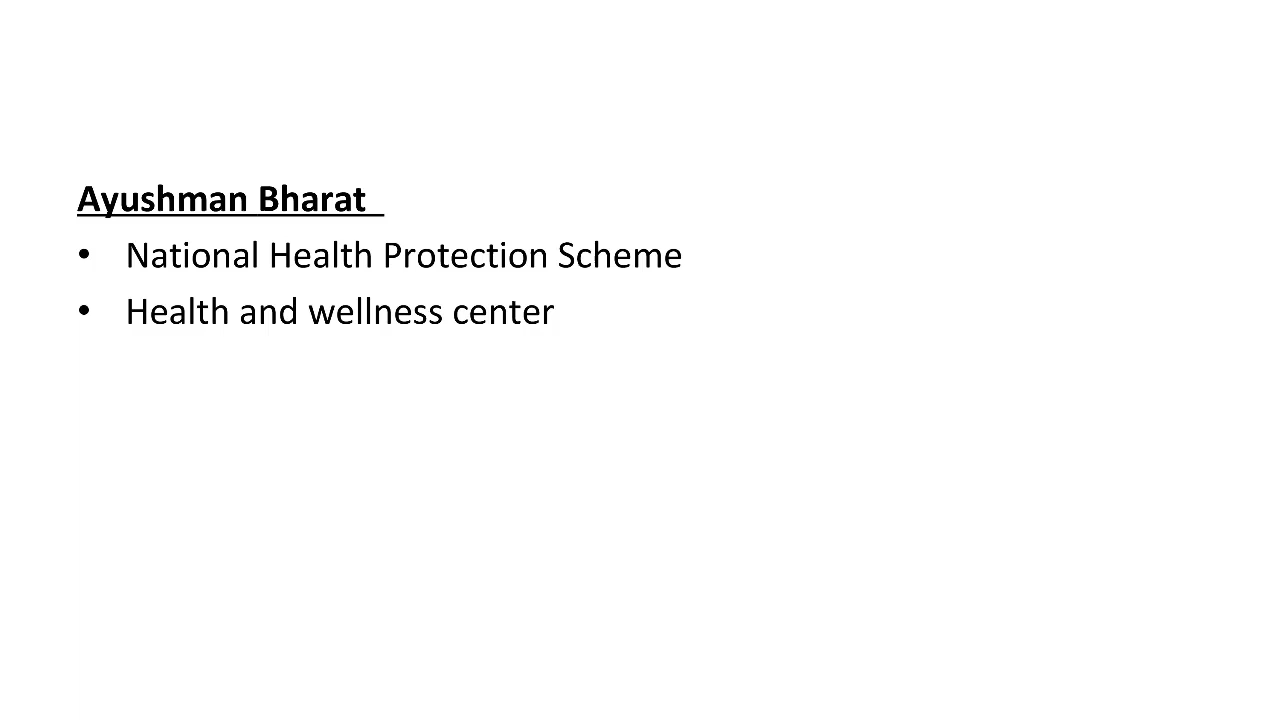 Ayushman Bharat
• National Health Protection Scheme
• Health and wellness center